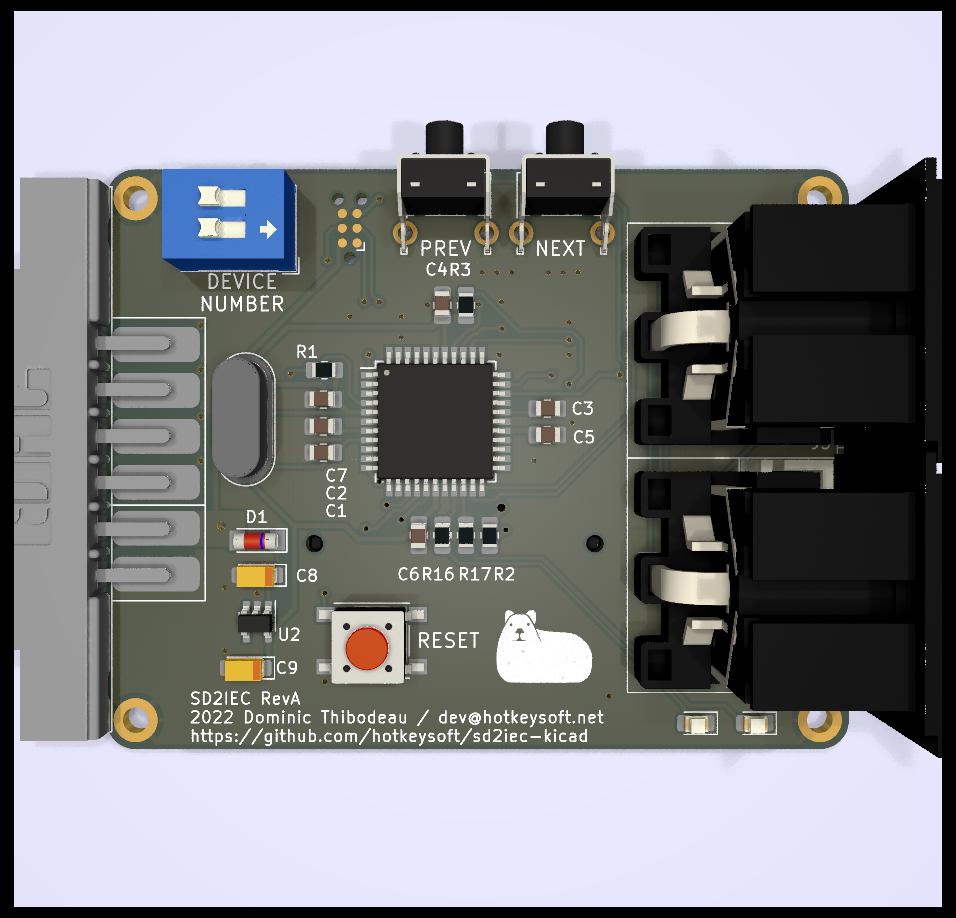 DEVICE
NUMBER
PREV
NEXT
C4R3
R1
C3
C5
C7
C2
C1
D1
C8
C6R16 R17R2
U2
RESET
C9
SD2IEC RevA
2022 Dominic Thibodeau / dev@hotkeysoft.net
https://github.com/hotkeysoft/sd2iec-kicad